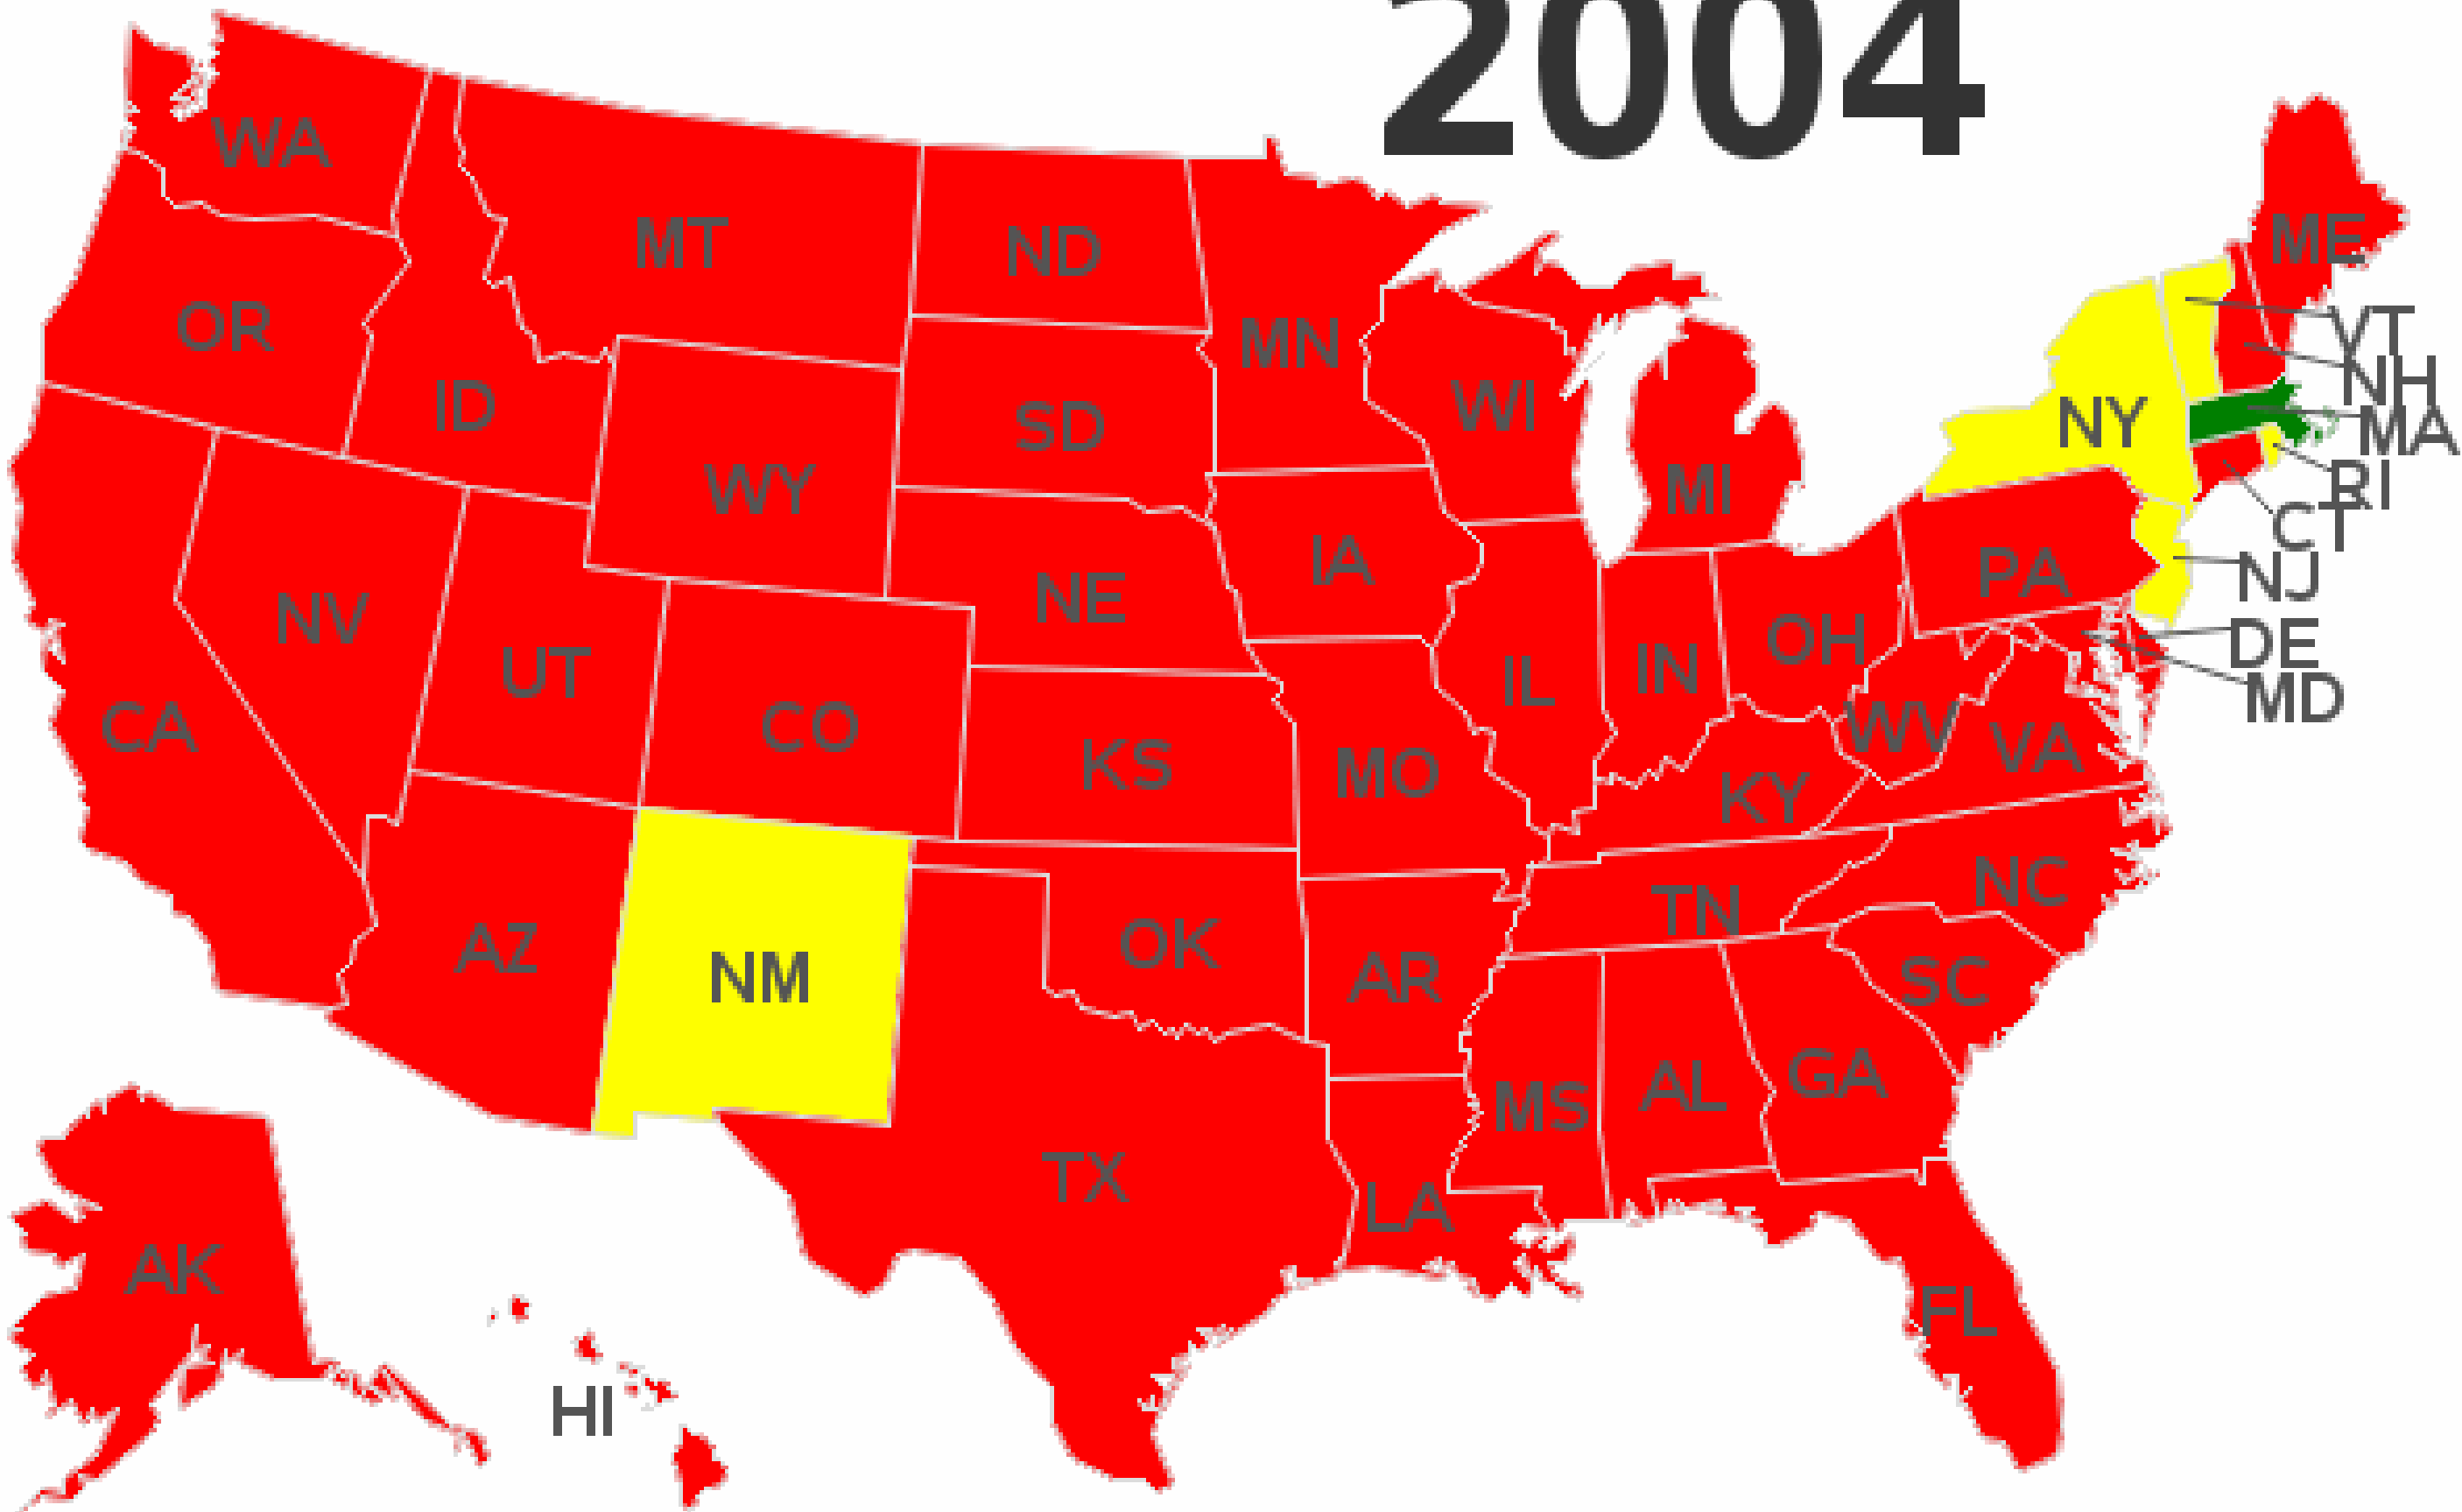 2004
WA
MT
ND
ME
OR
MN
VT
ID
SD
WI
NH
NY
MA
WY
MI
RI
CT
IA
PA
NJ
NE
NV
OH
DE
UT
IN
IL
MD
CO
WV
VA
CA
KS
MO
KY
NC
TN
AZ
OK
NM
AR
SC
GA
AL
MS
TX
LA
AK
FL
HI